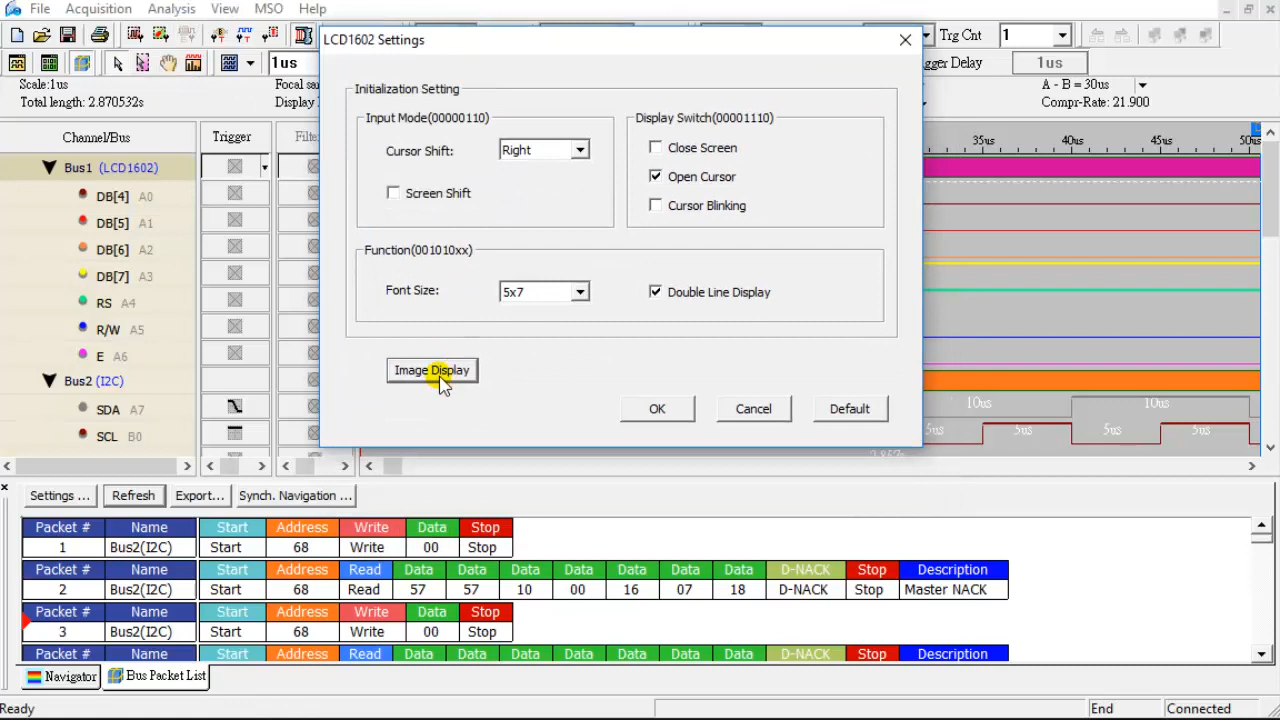 File Acquisition Analysis View MSO Help
Trg Cnt 1
1us
gger Delay 1us
Scale:1us
Focal sa
A - B = 30us
Total length: 2.870532s
Display
Compr-Rate: 21.900
LCD1602 Settings
Initialization Setting
Input Mode(00000110)
Cursor Shift: Right
Screen Shift
Display Switch(00001110)
Close Screen
Open Cursor
Cursor Blinking
Function(001010xx)
Font Size: 5x7
Double Line Display
Image Display
OK Cancel Default
Channel/Bus Trigger Filte
35us 40us 45us 50us
Bus1 (LCD1602)
DB[4] A0
DB[5] A1
DB[6] A2
DB[7] A3
RS A4
R/W A5
E A6
Bus2 (I2C)
SDA A7
10us 10us
SCL B0
5us 5us 5us 5us
Settings ... Refresh Export... Synch. Navigation ...
Packet # Name Start Address Write Data Stop
1 Bus2(I2C) Start 68 Write 00 Stop
Packet # Name Start Address Read Data Data Data Data Data Data Data D-NACK Stop Description
2 Bus2(I2C) Start 68 Read 57 57 10 00 16 07 18 D-NACK Stop Master NACK
Packet # Name Start Address Write Data Stop
3 Bus2(I2C) Start 68 Write 00 Stop
Packet # Name Start Address Read Data Data Data Data Data Data Data D-NACK Stop Description
Navigator Bus Packet List
Ready
End Connected